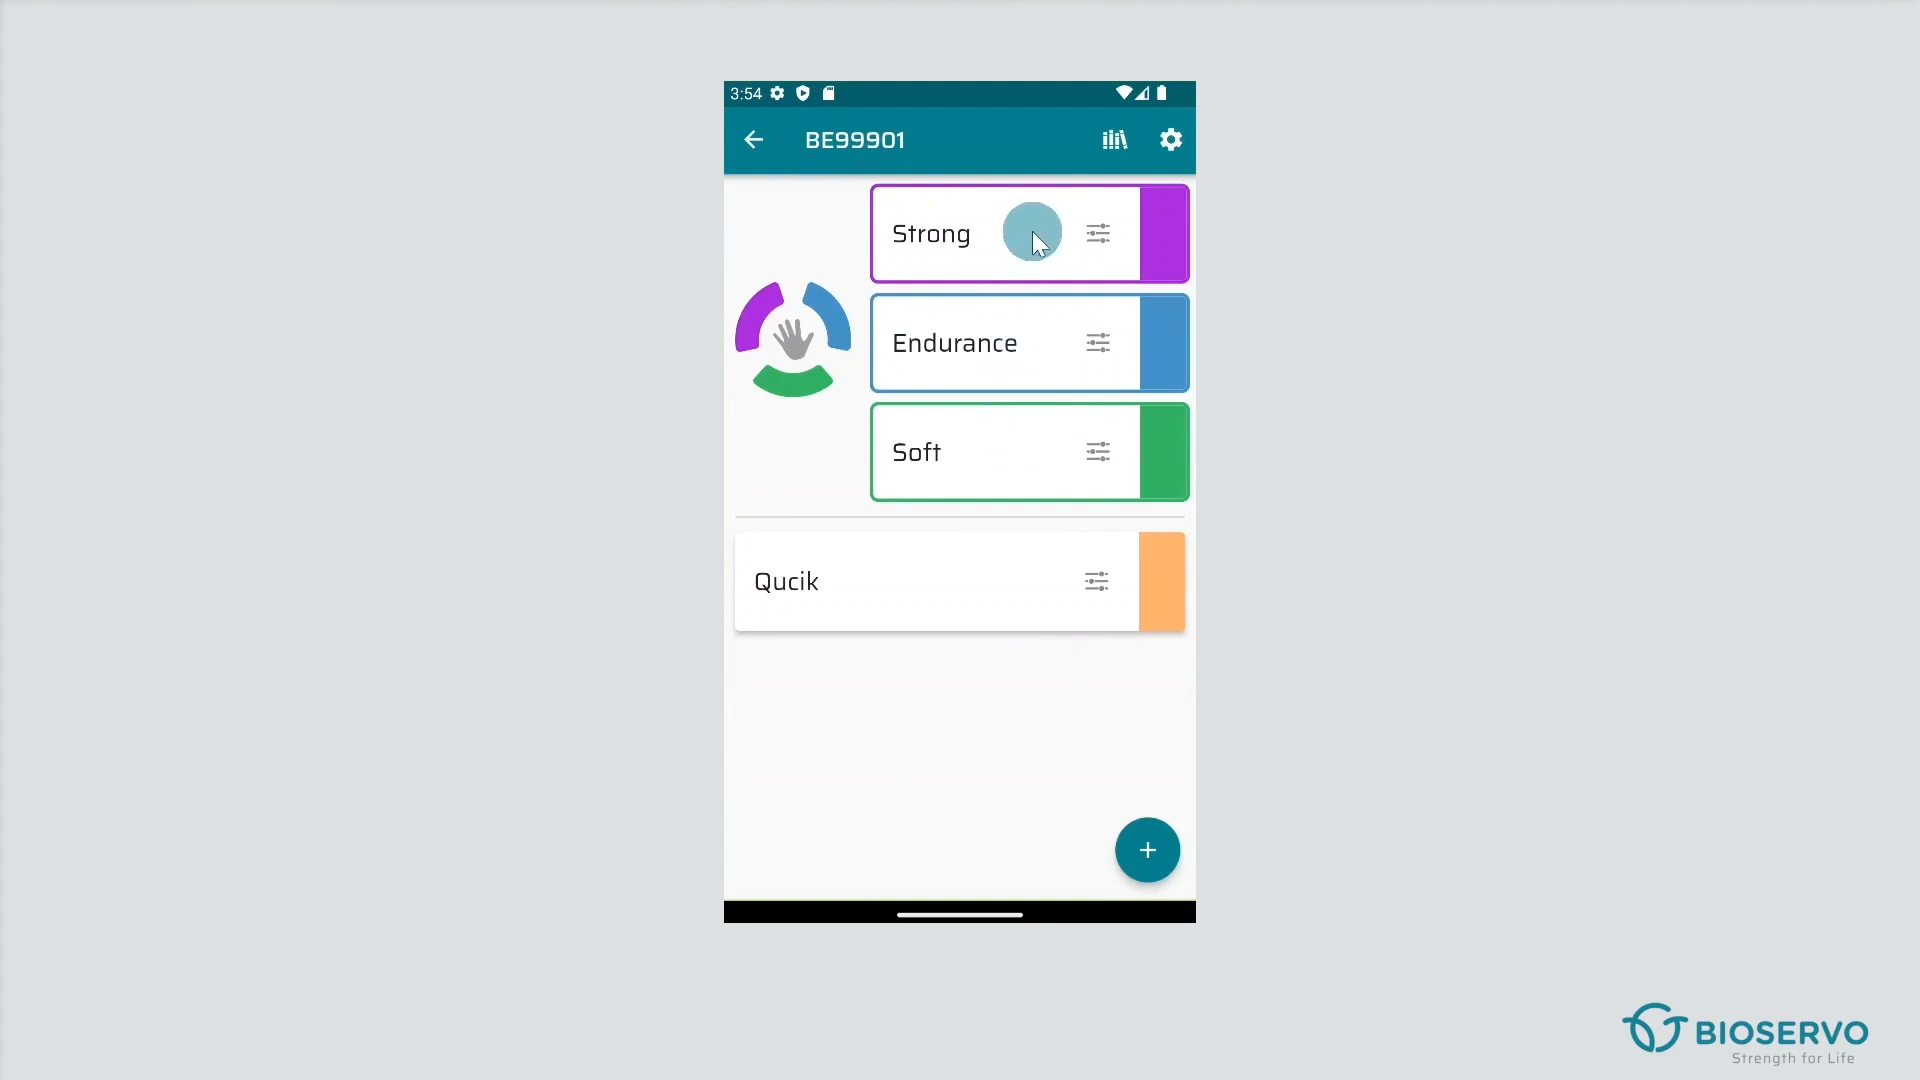 3:54
BE99901
Strong
Endurance
Soft
Qucik
BIOSERVO
Strength for Life